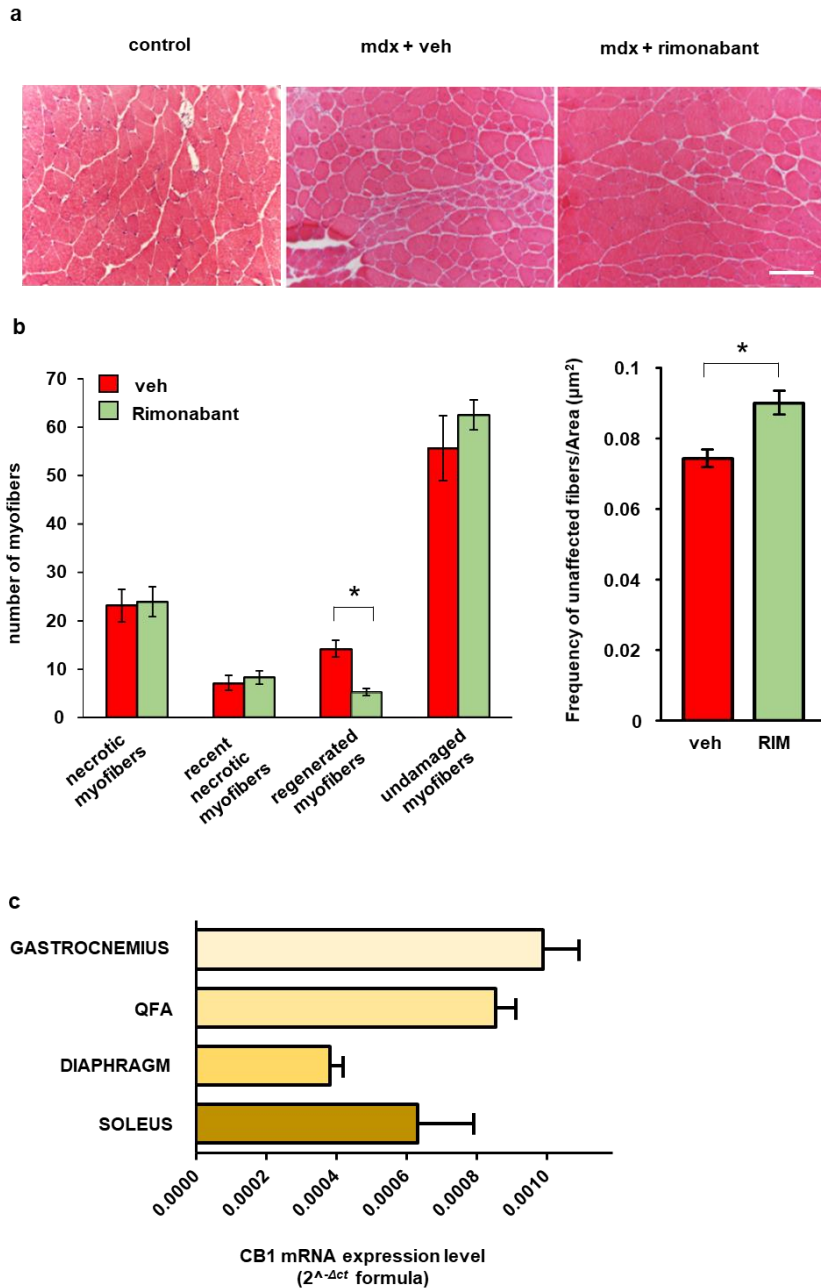 a
control
mdx + veh
mdx + rimonabant
b
veh
Rimonabant
number of myofibers
70
60
50
40
30
20
10
0
*
necrotic
myofibers
recent
necrotic
myofibers
regenerated
myofibers
undamaged
myofibers
Frequency of unaffected fibers/Area (µm²)
0.1
0.08
0.06
0.04
0.02
0
*
veh
RIM
c
GASTROCNEMIUS
QFA
DIAPHRAGM
SOLEUS
0.0000
0.0002
0.0004
0.0006
0.0008
0.0010
CB1 mRNA expression level
(2^-Δct formula)